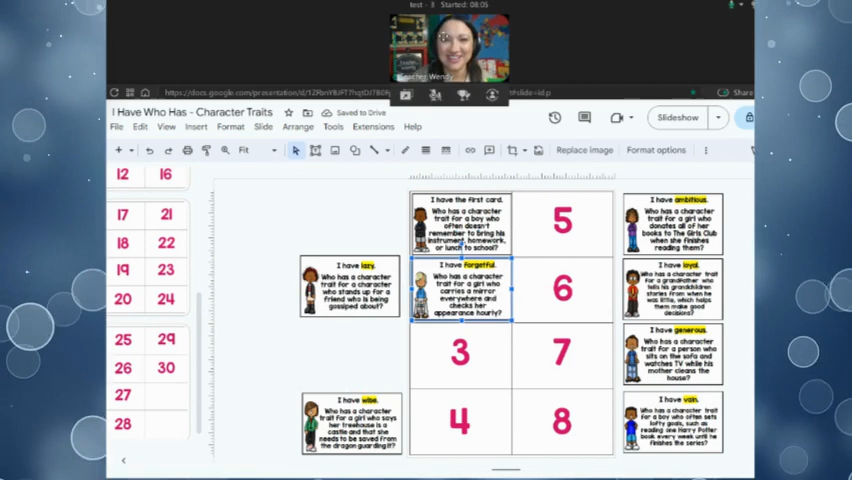 test - 3 Started: 08:05
Teacher Wendy
Share
I Have Who Has - Character Traits
Saved to Drive
File Edit View Insert Format Slide Arrange Tools Extensions Help
Slideshow
Fit
Replace image
Format options
12 16
17 21
18 22
19 23
20 24
25 29
26 30
27
28
I have the first card.
Who has a character
trait for a boy who
often doesn't
remember to bring his
instrument, homework,
or lunch to school?
5
I have ambitious.
Who has a character
trait for a girl who
donates all of her
books to The Girls Club
when she finishes
reading them?
I have lazy.
Who has a character
trait for a character
who stands up for a
friend who is being
gossiped about?
I have forgetful.
Who has a character
trait for a girl who
carries a mirror
everywhere and
checks her
appearance hourly?
6
I have loyal.
Who has a character
trait for a grandfather who
tells his grandchildren
stories from when he
was little, which helps
them make good
decisions?
3
7
I have generous.
Who has a character
trait for a person who
sits on the sofa and
watches TV while his
mother cleans the
house?
I have wise.
Who has a character
trait for a girl who says
her treehouse is a
castle and that she
needs to be saved from
the dragon guarding it?
4
8
I have vain.
Who has a character
trait for a boy who often sets
lofty goals, such as
reading one Harry Potter
book every week until he
finishes the series?